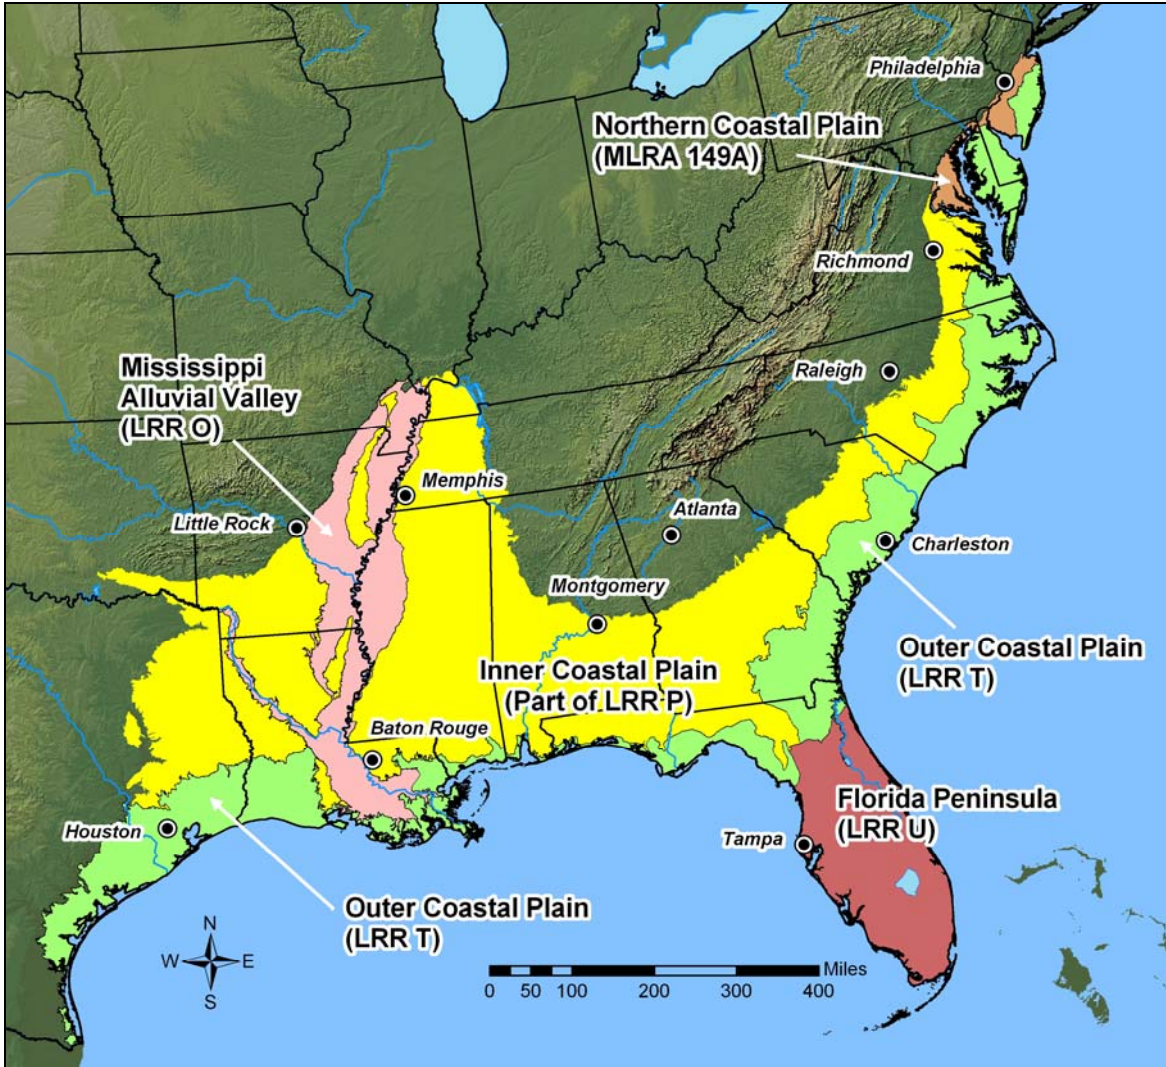 Philadelphia
Northern Coastal Plain
(MLRA 149A)
Richmond
Mississippi
Alluvial Valley
(LRR O)
Raleigh
Memphis
Little Rock
Atlanta
Charleston
Montgomery
Outer Coastal Plain
(LRR T)
Inner Coastal Plain
(Part of LRR P)
Baton Rouge
Florida Peninsula
(LRR U)
Houston
Tampa
Outer Coastal Plain
(LRR T)
N
W E
S
Miles
0 50 100 200 300 400